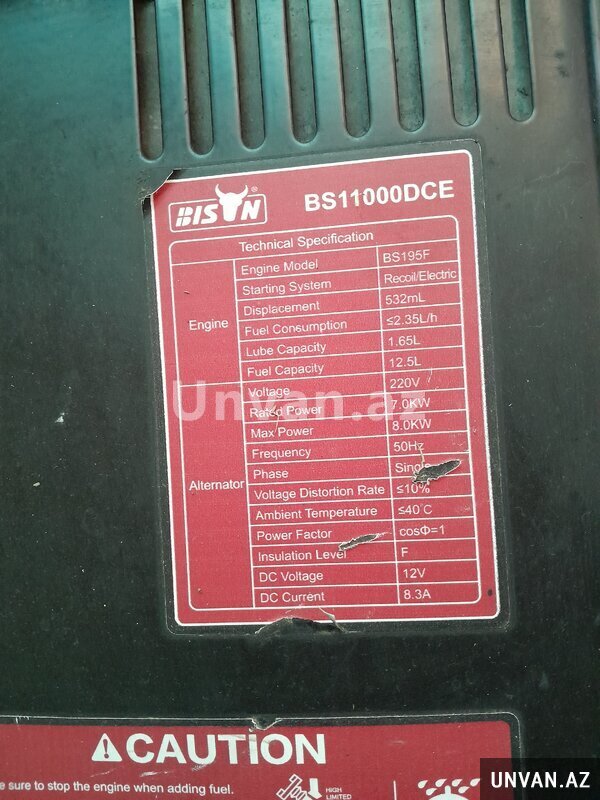 BISON® BS11000DCE
Technical Specification
Engine
Engine Model BS195F
Starting System Recoil/Electric
Displacement 532mL
Fuel Consumption ≤2.35L/h
Lube Capacity 1.65L
Fuel Capacity 12.5L
Alternator
Voltage 220V
Rated Power 7.0KW
Max Power 8.0KW
Frequency 50Hz
Phase
Voltage Distortion Rate ≤10%
Ambient Temperature ≤40°C
Power Factor cosΦ=1
Insulation Level F
DC Voltage 12V
DC Current 8.3A
Unvan.az
CAUTION
sure to stop the engine when adding fuel.
HIGH
LIMITED
UNVAN.AZ